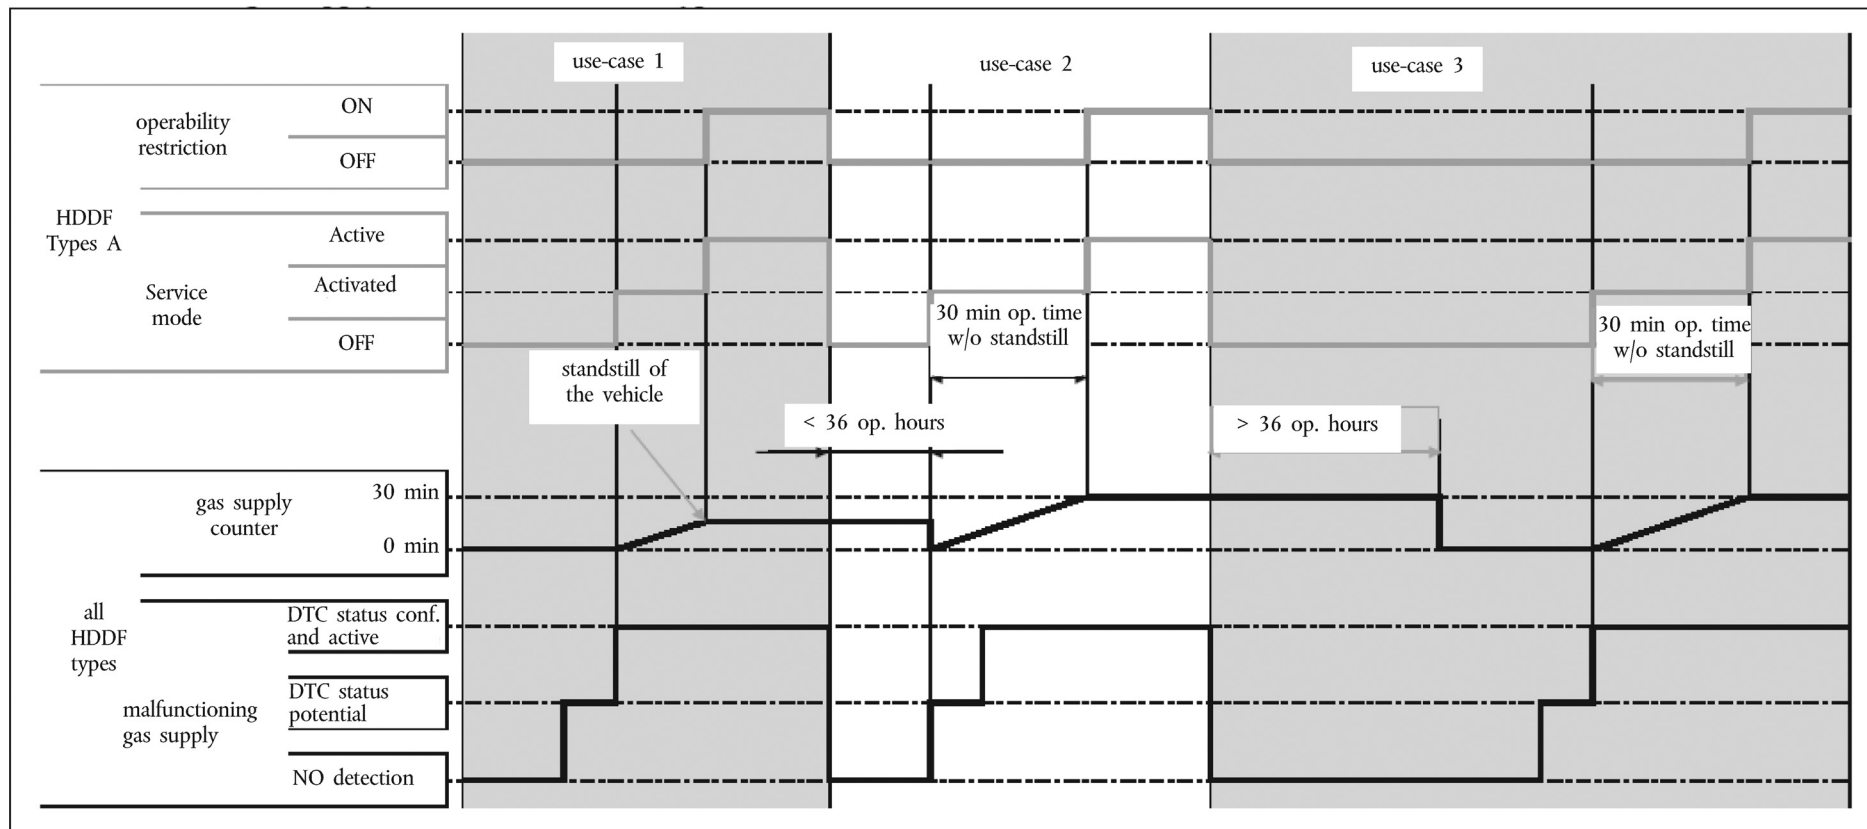 use-case 1
use-case 2
use-case 3
ON
operability
restriction
OFF
HDDF
Types A
Active
Activated
Service
mode
OFF
30 min op. time
w/o standstill
30 min op. time
w/o standstill
standstill of
the vehicle
< 36 op. hours
> 36 op. hours
30 min
gas supply
counter
0 min
all
HDDF
types
DTC status conf.
and active
DTC status
potential
malfunctioning
gas supply
NO detection